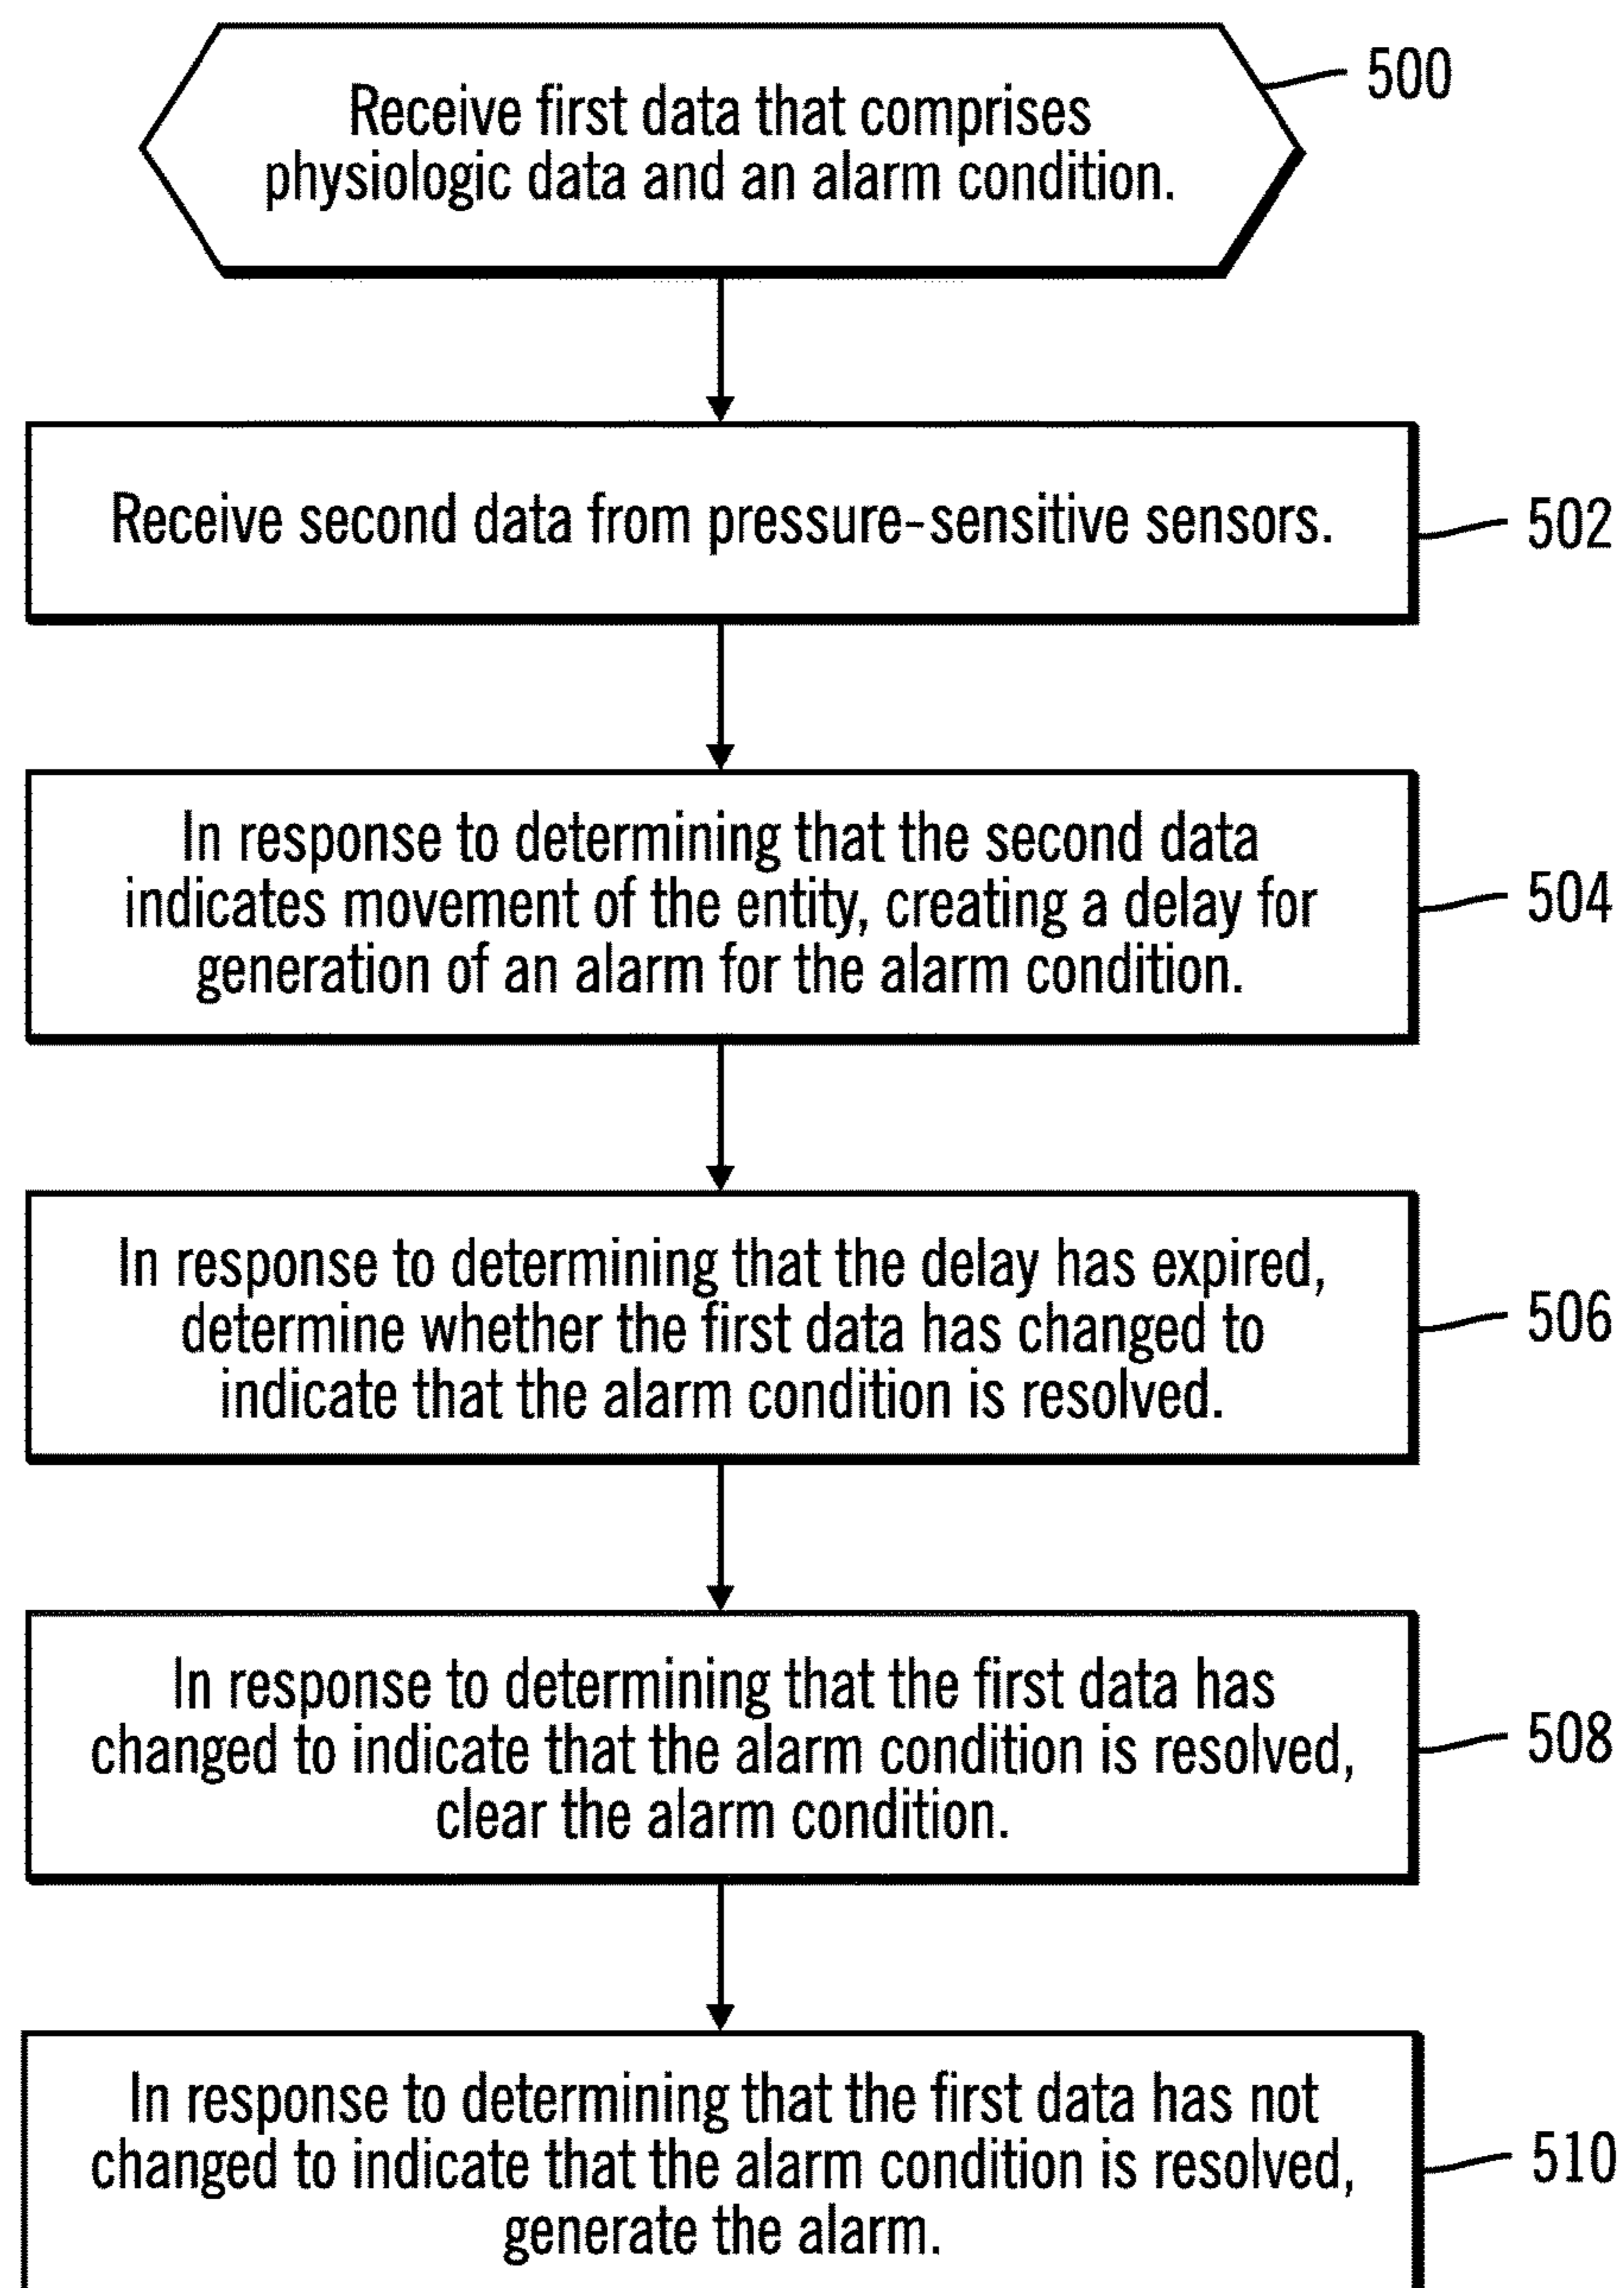 Receive first data that comprises
physiologic data and an alarm condition.
500
Receive second data from pressure-sensitive sensors.
502
In response to determining that the second data
indicates movement of the entity, creating a delay for
generation of an alarm for the alarm condition.
504
In response to determining that the delay has expired,
determine whether the first data has changed to
indicate that the alarm condition is resolved.
506
In response to determining that the first data has
changed to indicate that the alarm condition is resolved,
clear the alarm condition.
508
In response to determining that the first data has not
changed to indicate that the alarm condition is resolved,
generate the alarm.
510